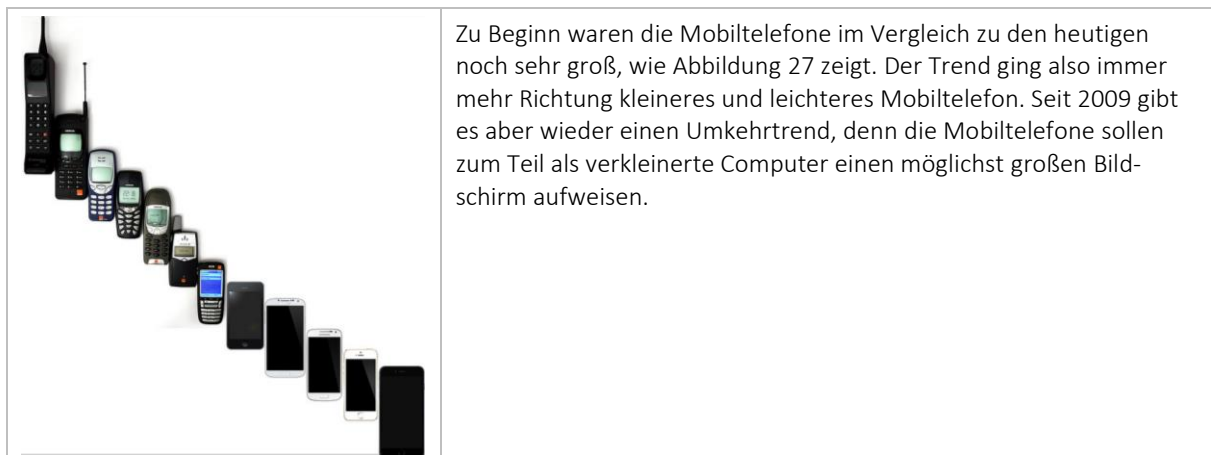 Zu Beginn waren die Mobiltelefone im Vergleich zu den heutigen
noch sehr groß, wie Abbildung 27 zeigt. Der Trend ging also immer
mehr Richtung kleineres und leichteres Mobiltelefon. Seit 2009 gibt
es aber wieder einen Umkehrtrend, denn die Mobiltelefone sollen
zum Teil als verkleinerte Computer einen möglichst großen Bild-
schirm aufweisen.